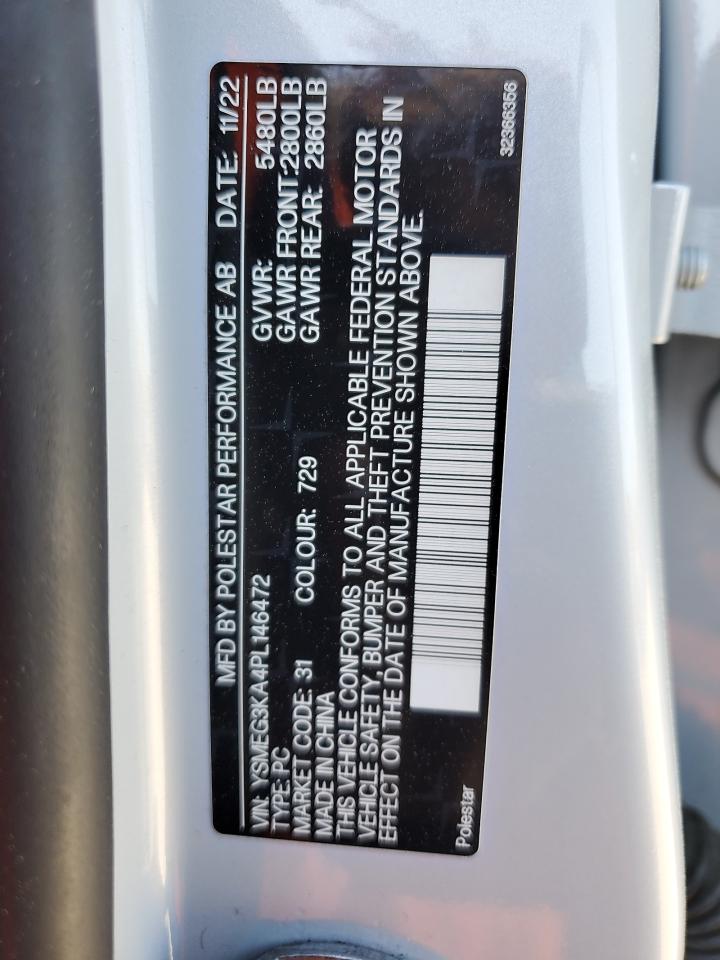 MFD BY POLESTAR PERFORMANCE AB DATE: 11/22
VIN: YSMEG3KA4PL146472 GVWR: 5480LB
TYPE: PC GAWR FRONT:2800LB
MARKET CODE: 31 COLOUR: 729 GAWR REAR: 2860LB
MADE IN CHINA
THIS VEHICLE CONFORMS TO ALL APPLICABLE FEDERAL MOTOR
VEHICLE SAFETY, BUMPER AND THEFT PREVENTION STANDARDS IN
EFFECT ON THE DATE OF MANUFACTURE SHOWN ABOVE.
Polestar 32366356